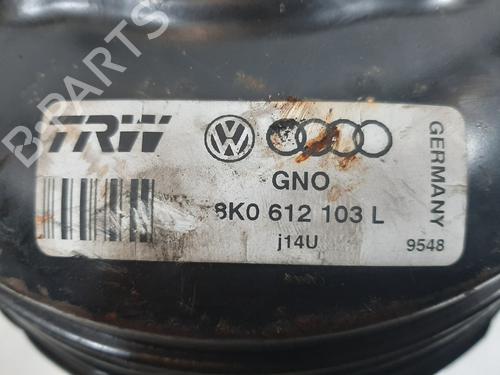 B-PARTS
TRW
GERMANY
GNO
8K0 612 103 L
j14U
9548